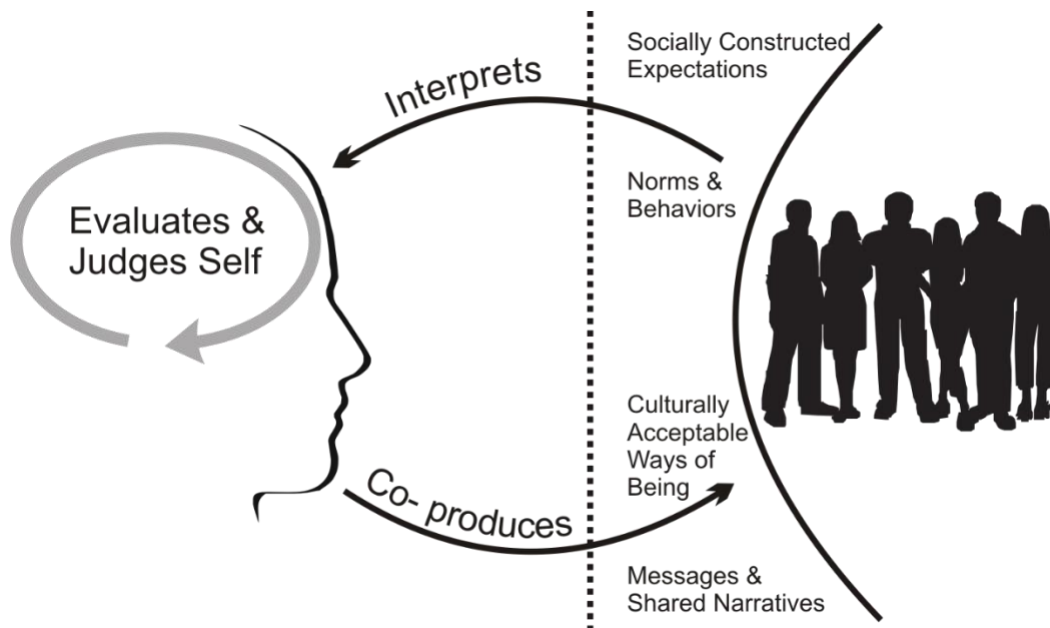 Socially Constructed
Expectations
Interprets
Norms &
Behaviors
Evaluates &
Judges Self
Culturally
Acceptable
Ways of
Being
Co- produces
Messages &
Shared Narratives